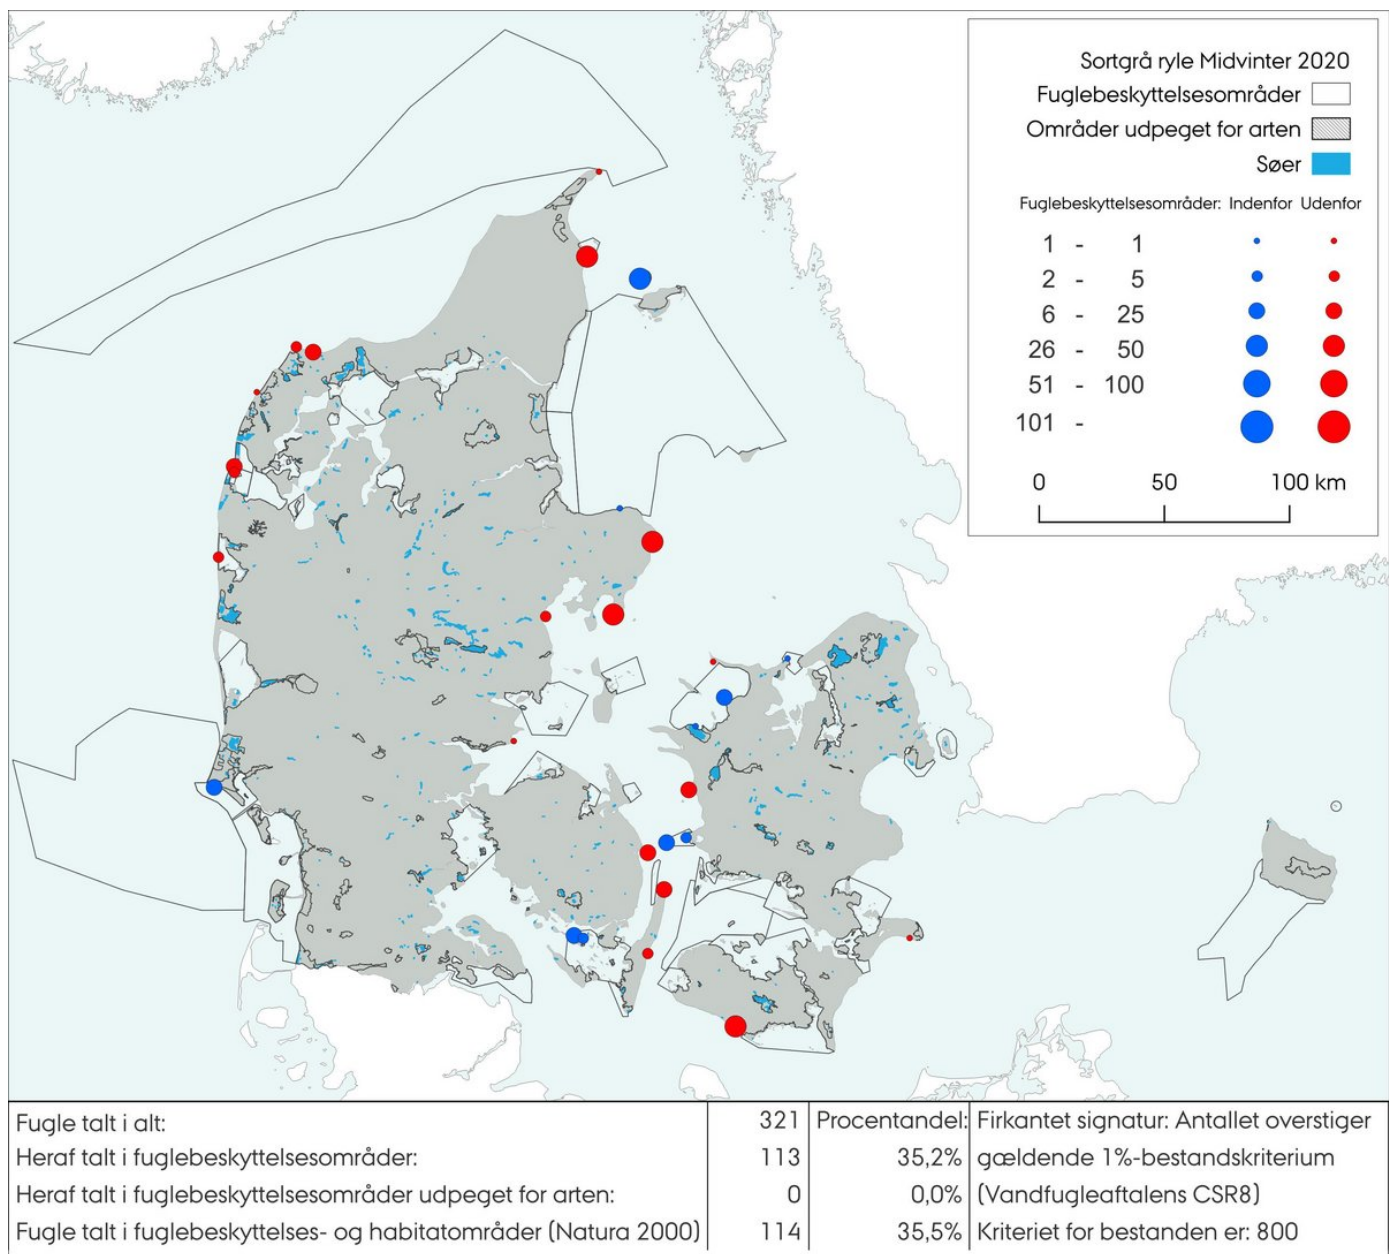 Sortgrå ryle Midvinter 2020
Fuglebeskyttelsesområder
Områder udpeget for arten
Søer
Fuglebeskyttelsesområder: Indenfor Udenfor
1 - 1
2 - 5
6 - 25
26 - 50
51 - 100
101 -
0 50 100 km
Fugle talt i alt: 321 Procentandel: Firkantet signatur: Antallet overstiger
Heraf talt i fuglebeskyttelsesområder: 113 35,2% gældende 1%-bestandskriterium
Heraf talt i fuglebeskyttelsesområder udpeget for arten: 0 0,0% (Vandfugleaftalens CSR8)
Fugle talt i fuglebeskyttelses- og habitatområder (Natura 2000) 114 35,5% Kriteriet for bestanden er: 800